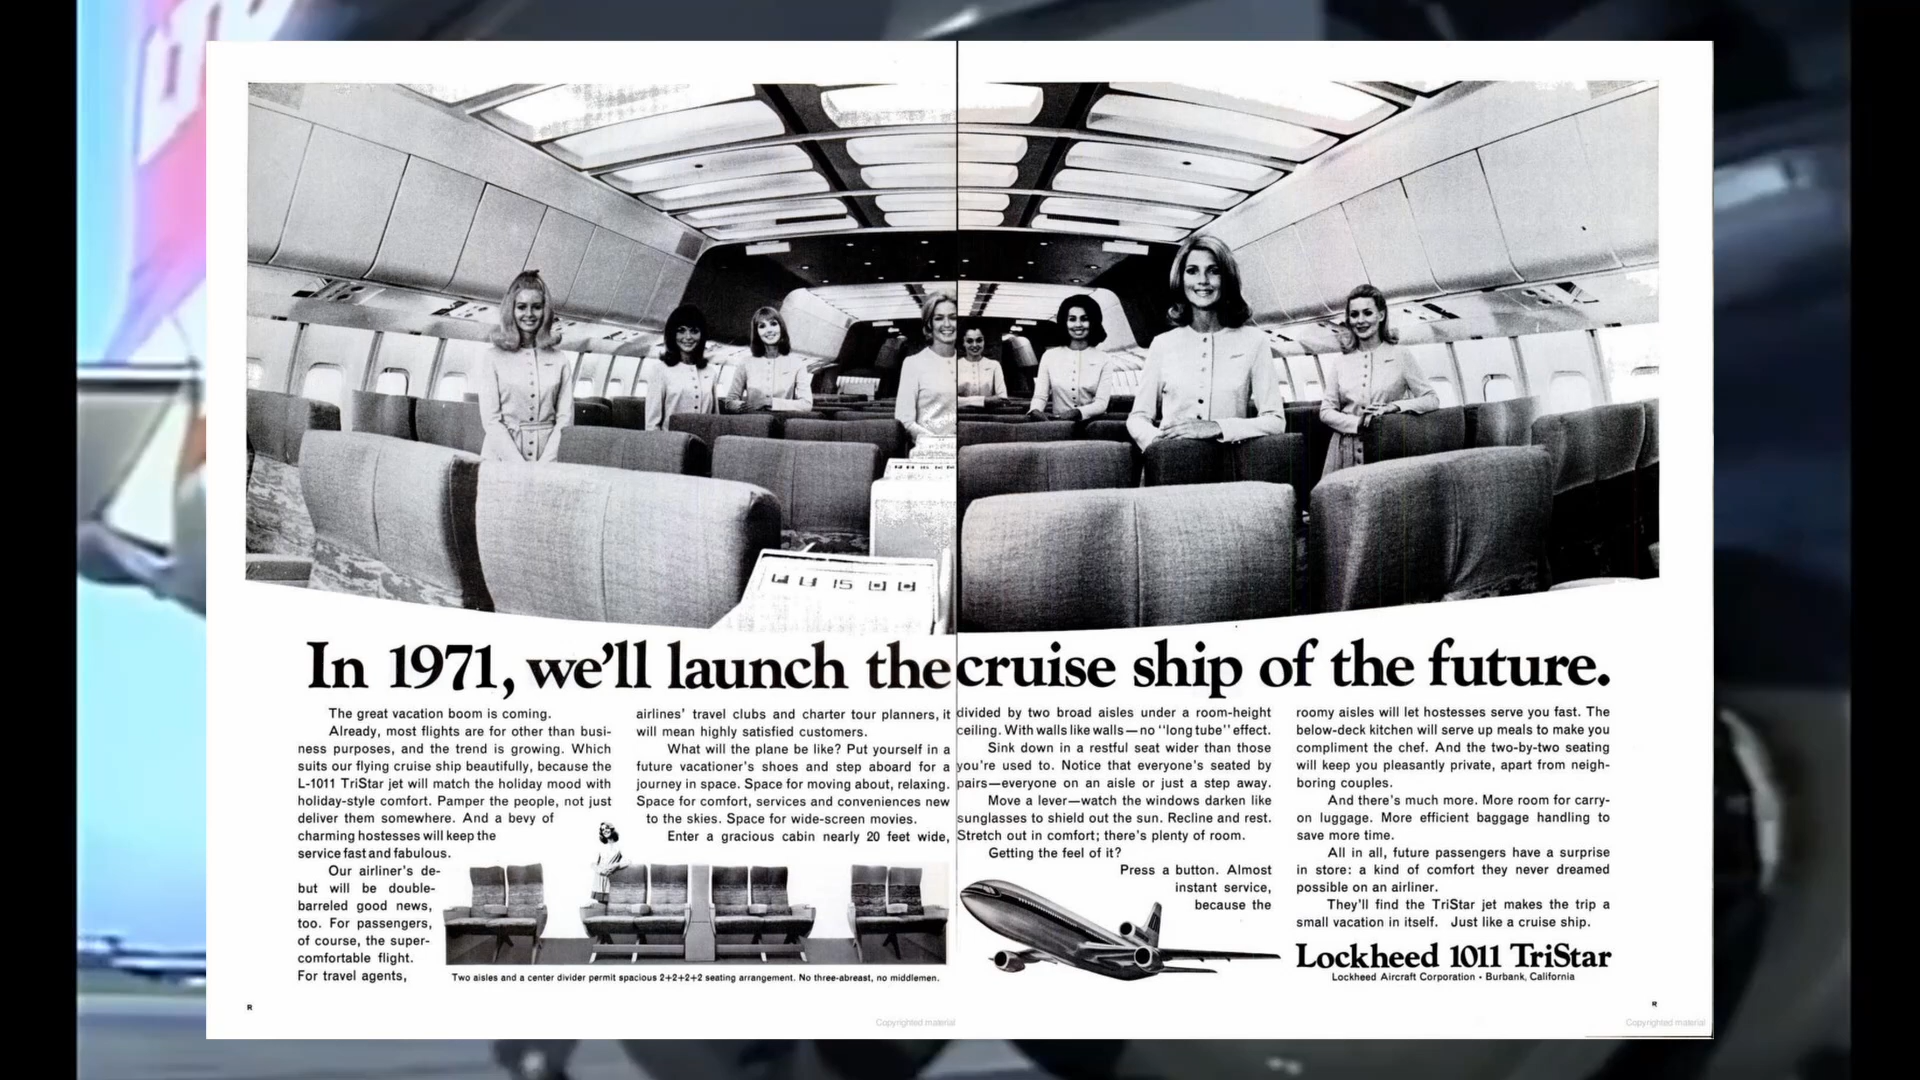 In 1971, we'll launch the cruise ship of the future.
The great vacation boom is coming.
Already, most flights are for other than busi-
ness purposes, and the trend is growing. Which
suits our flying cruise ship beautifully, because the
L-1011 TriStar jet will match the holiday mood with
holiday-style comfort. Pamper the people, not just
deliver them somewhere. And a bevy of
charming hostesses will keep the
service fast and fabulous.
Our airliner's de-
but will be double-
barreled good news,
too. For passengers,
of course, the super-
comfortable flight.
For travel agents,
airlines' travel clubs and charter tour planners, it
will mean highly satisfied customers.
What will the plane be like? Put yourself in a
future vacationer's shoes and step aboard for a
journey in space. Space for moving about, relaxing.
Space for comfort, services and conveniences new
to the skies. Space for wide-screen movies.
Enter a gracious cabin nearly 20 feet wide,
Two aisles and a center divider permit spacious 2+2+2+2 seating arrangement. No three-abreast, no middlemen.
divided by two broad aisles under a room-height
ceiling. With walls like walls—no "long tube" effect.
Sink down in a restful seat wider than those
you're used to. Notice that everyone's seated by
pairs—everyone on an aisle or just a step away.
Move a lever—watch the windows darken like
sunglasses to shield out the sun. Recline and rest.
Stretch out in comfort; there's plenty of room.
Getting the feel of it?
Press a button. Almost
instant service,
because the
roomy aisles will let hostesses serve you fast. The
below-deck kitchen will serve up meals to make you
compliment the chef. And the two-by-two seating
will keep you pleasantly private, apart from neigh-
boring couples.
And there's much more. More room for carry-
on luggage. More efficient baggage handling to
save more time.
All in all, future passengers have a surprise
in store: a kind of comfort they never dreamed
possible on an airliner.
They'll find the TriStar jet makes the trip a
small vacation in itself. Just like a cruise ship.
Lockheed 1011 TriStar
Lockheed Aircraft Corporation • Burbank, California
R
R
Copyrighted material
Copyrighted material